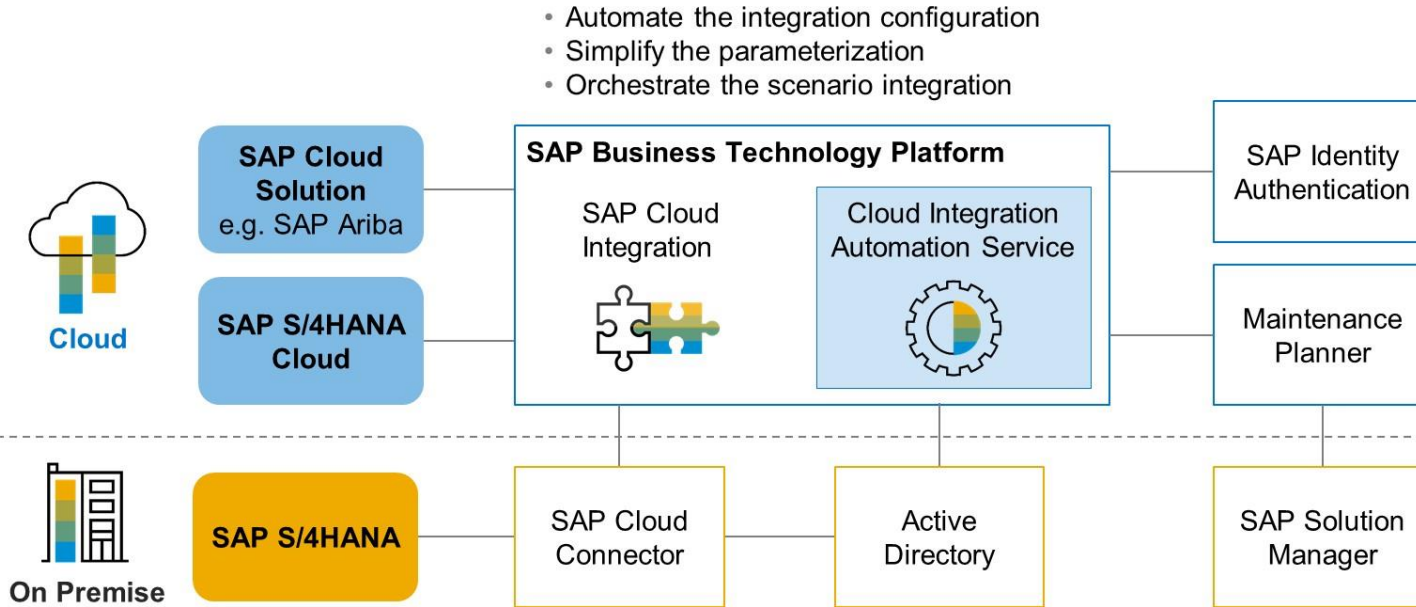 • Automate the integration configuration
• Simplify the parameterization
• Orchestrate the scenario integration
SAP Cloud
Solution
e.g. SAP Ariba
SAP Business Technology Platform
SAP Cloud
Integration
Cloud Integration
Automation Service
SAP Identity
Authentication
Cloud
SAP S/4HANA
Cloud
Maintenance
Planner
On Premise
SAP S/4HANA
SAP Cloud
Connector
Active
Directory
SAP Solution
Manager